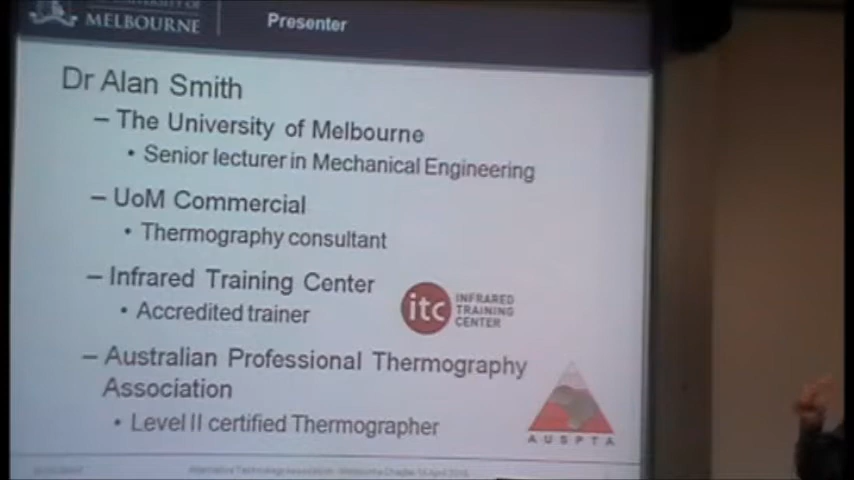 MELBOURNE
Presenter
Dr Alan Smith
– The University of Melbourne
• Senior lecturer in Mechanical Engineering
– UoM Commercial
• Thermography consultant
– Infrared Training Center
• Accredited trainer
itc INFRARED
TRAINING
CENTER
– Australian Professional Thermography
Association
• Level II certified Thermographer
AUSPTA